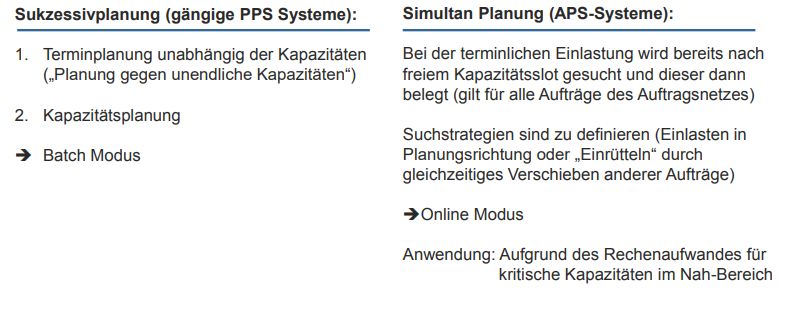 Sukzessivplanung (gängige PPS Systeme):
1. Terminplanung unabhängig der Kapazitäten
(„Planung gegen unendliche Kapazitäten“)
2. Kapazitätsplanung
➔ Batch Modus
Simultan Planung (APS-Systeme):
Bei der terminlichen Einlastung wird bereits nach
freiem Kapazitätsslot gesucht und dieser dann
belegt (gilt für alle Aufträge des Auftragsnetzes)
Suchstrategien sind zu definieren (Einlasten in
Planungsrichtung oder „Einrütteln“ durch
gleichzeitiges Verschieben anderer Aufträge)
➔Online Modus
Anwendung: Aufgrund des Rechenaufwandes für
kritische Kapazitäten im Nah-Bereich